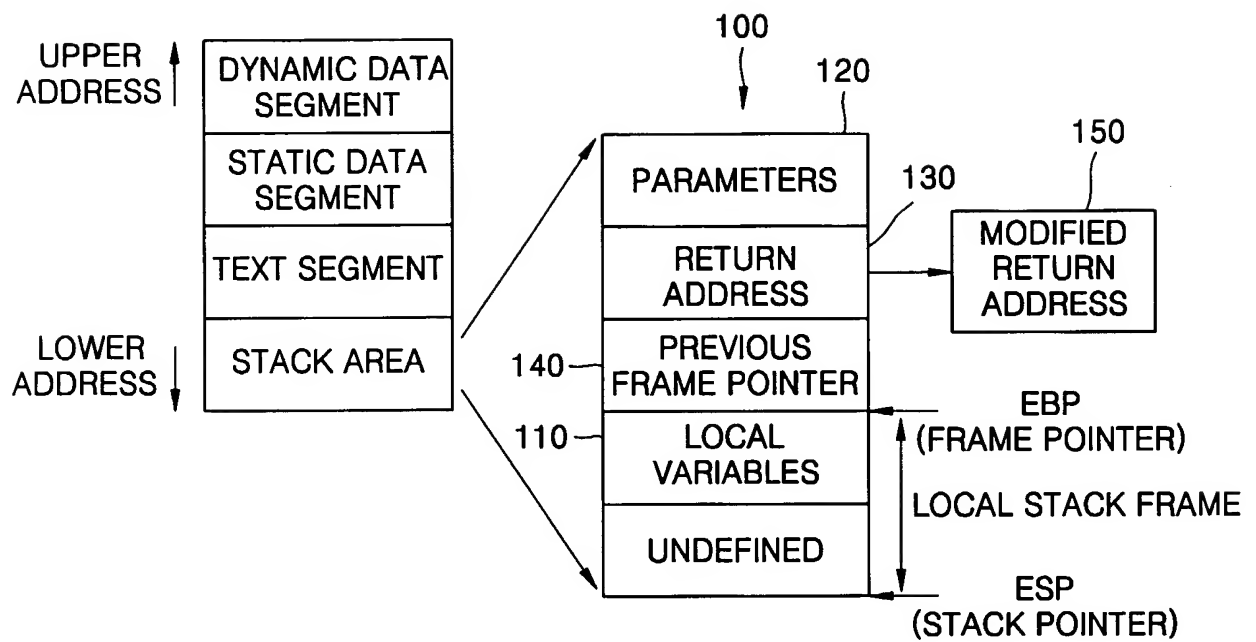 UPPER
ADDRESS
DYNAMIC DATA
SEGMENT
STATIC DATA
SEGMENT
TEXT SEGMENT
LOWER
ADDRESS
STACK AREA
100
120
PARAMETERS
130
RETURN
ADDRESS
150
MODIFIED
RETURN
ADDRESS
140
PREVIOUS
FRAME POINTER
110
LOCAL
VARIABLES
UNDEFINED
EBP
(FRAME POINTER)
LOCAL STACK FRAME
ESP
(STACK POINTER)